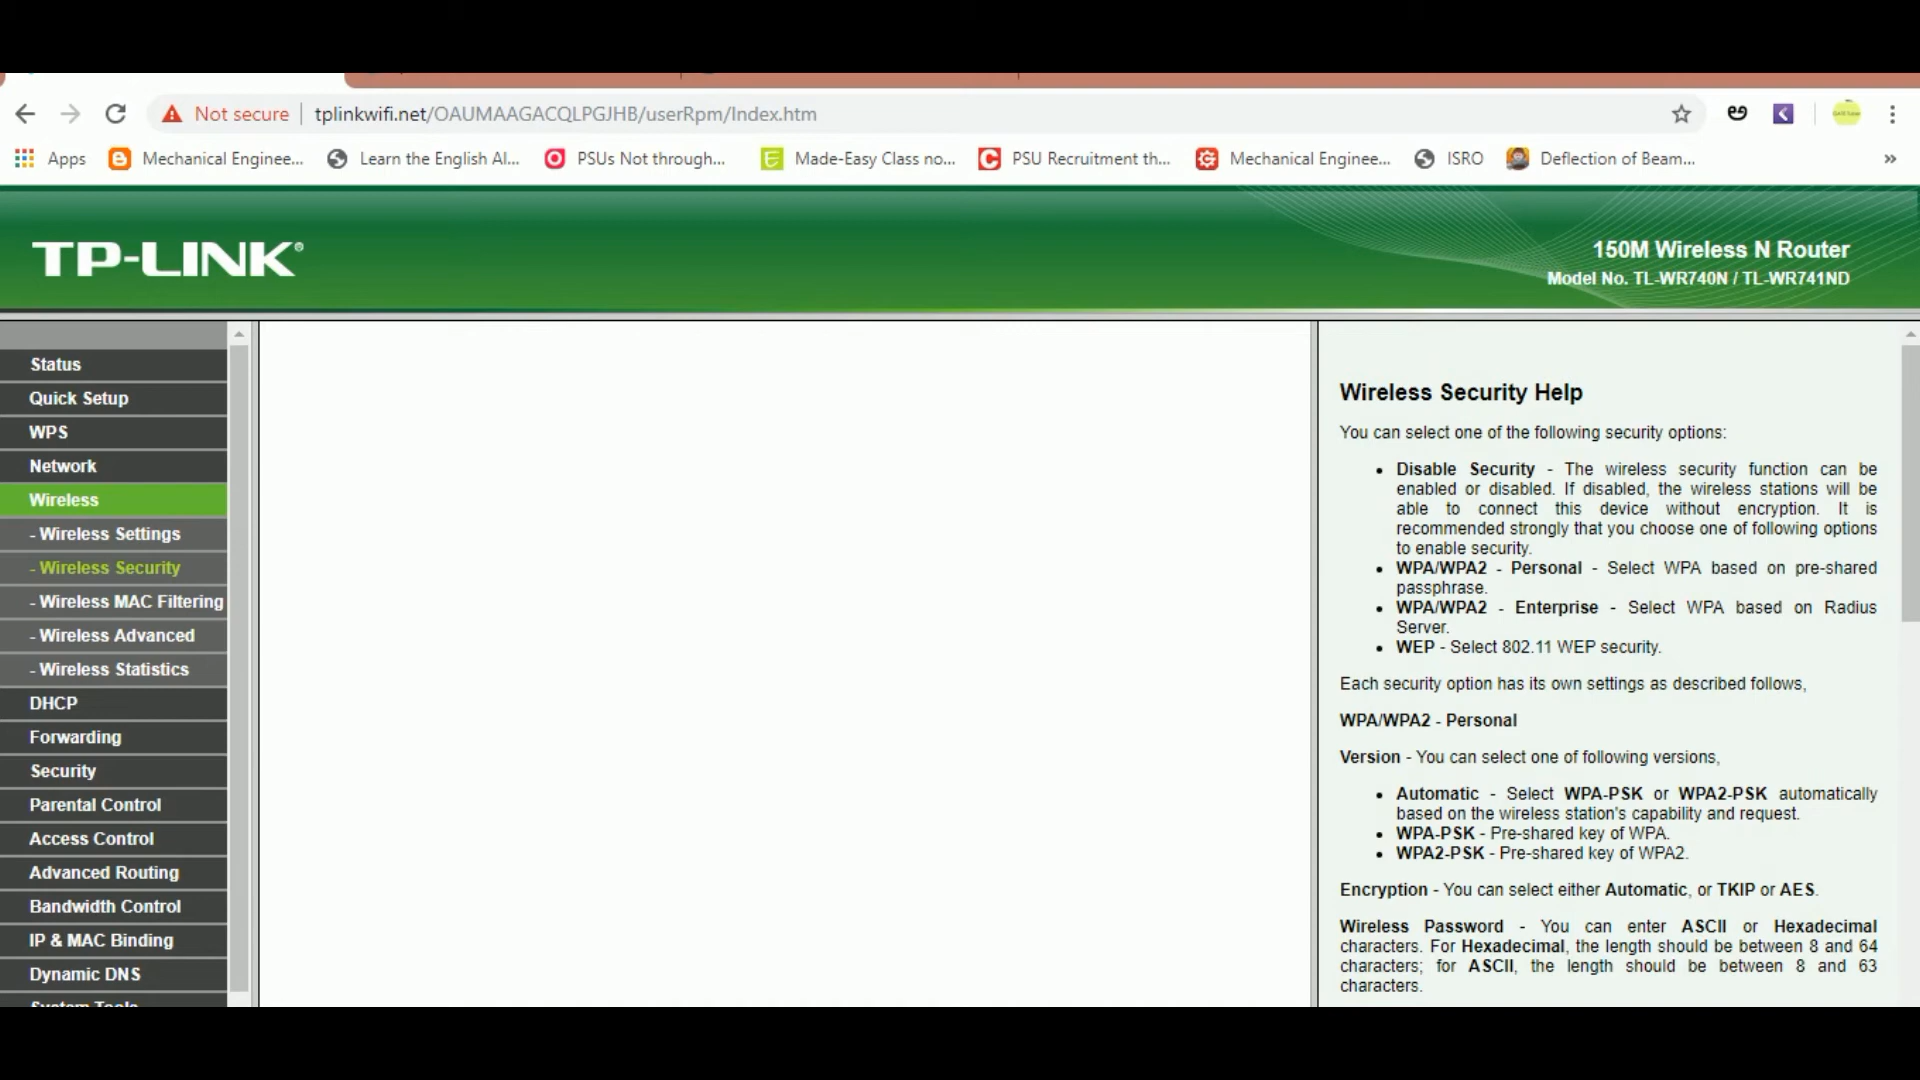 Not secure | tplinkwifi.net/OAUMAAGACQLPGJHB/userRpm/Index.htm
Apps Mechanical Enginee... Learn the English Al... PSUs Not through... Made-Easy Class no... PSU Recruitment th... Mechanical Enginee... ISRO Deflection of Beam... »
TP-LINK®
150M Wireless N Router
Model No. TL-WR740N / TL-WR741ND
Status
Quick Setup
WPS
Network
Wireless
- Wireless Settings
- Wireless Security
- Wireless MAC Filtering
- Wireless Advanced
- Wireless Statistics
DHCP
Forwarding
Security
Parental Control
Access Control
Advanced Routing
Bandwidth Control
IP & MAC Binding
Dynamic DNS
System Tools
Wireless Security Help
You can select one of the following security options:
• Disable Security - The wireless security function can be
enabled or disabled. If disabled, the wireless stations will be
able to connect this device without encryption. It is
recommended strongly that you choose one of following options
to enable security.
• WPA/WPA2 - Personal - Select WPA based on pre-shared
passphrase.
• WPA/WPA2 - Enterprise - Select WPA based on Radius
Server.
• WEP - Select 802.11 WEP security.
Each security option has its own settings as described follows,
WPA/WPA2 - Personal
Version - You can select one of following versions,
• Automatic - Select WPA-PSK or WPA2-PSK automatically
based on the wireless station's capability and request.
• WPA-PSK - Pre-shared key of WPA.
• WPA2-PSK - Pre-shared key of WPA2.
Encryption - You can select either Automatic, or TKIP or AES.
Wireless Password - You can enter ASCII or Hexadecimal
characters. For Hexadecimal, the length should be between 8 and 64
characters; for ASCII, the length should be between 8 and 63
characters.